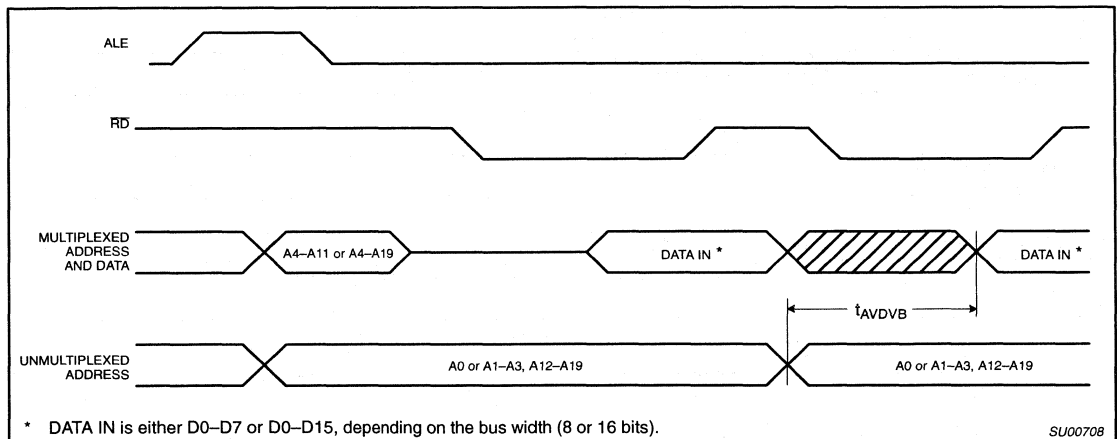 ALE
RD
MULTIPLEXED
ADDRESS
AND DATA
A4–A11 or A4–A19
DATA IN *
DATA IN *
tAVDVB
UNMULTIPLEXED
ADDRESS
A0 or A1–A3, A12–A19
A0 or A1–A3, A12–A19
* DATA IN is either D0–D7 or D0–D15, depending on the bus width (8 or 16 bits).
SU00708